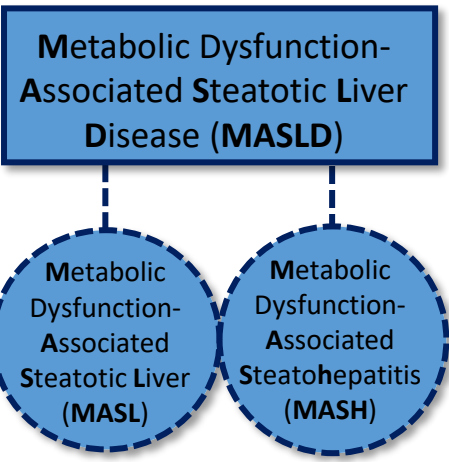 Metabolic Dysfunction-
Associated Steatotic Liver
Disease (MASLD)
Metabolic
Dysfunction-
Associated
Steatotic Liver
(MASL)
Metabolic
Dysfunction-
Associated
Steatohepatitis
(MASH)